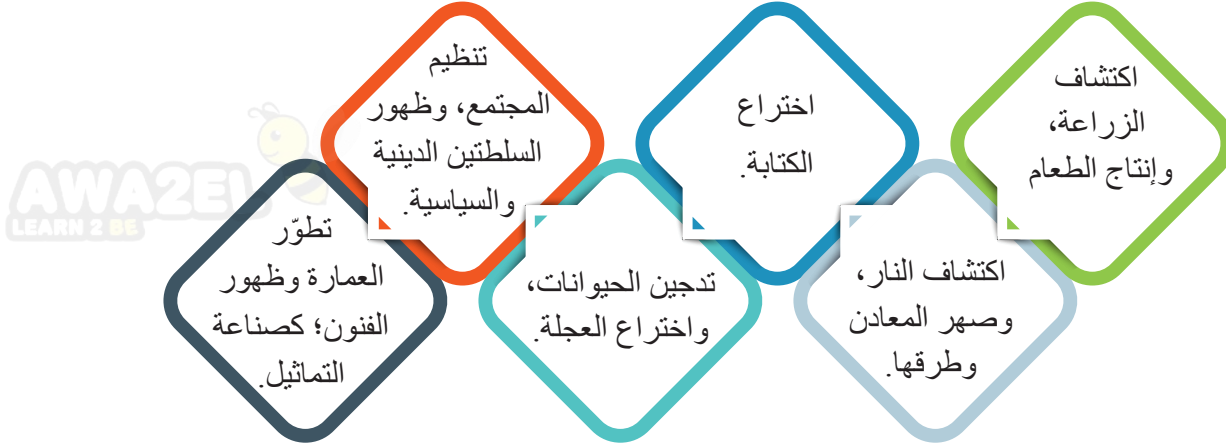 اكتشاف
الزراعة،
وإنتاج الطعام
اكتشاف النار،
وصهر المعادن
وطرقها.
اختراع
الكتابة.
تدجين الحيوانات،
واختراع العجلة.
تنظيم
المجتمع، وظهور
السلطتين الدينية
والسياسية.
تطوّر
العمارة وظهور
الفنون؛ كصناعة
التماثيل.
AWA2EL
LEARN 2 BE